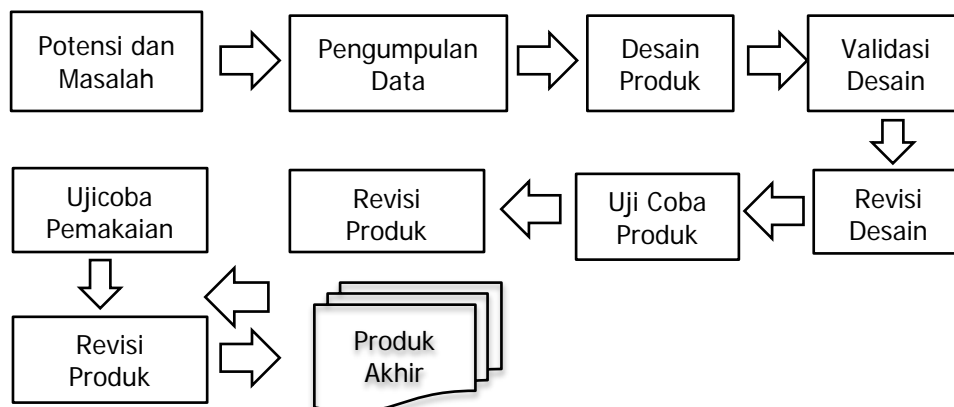 Potensi dan
Masalah
Pengumpulan
Data
Desain
Produk
Validasi
Desain
Revisi
Desain
Uji Coba
Produk
Revisi
Produk
Ujicoba
Pemakaian
Revisi
Produk
Produk
Akhir